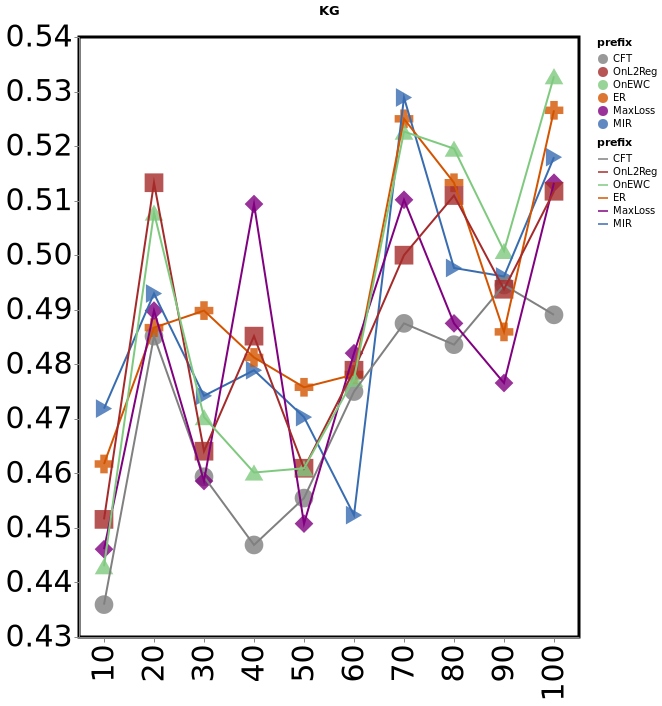 KG
0.54
0.53
0.52
0.51
0.50
0.49
0.48
0.47
0.46
0.45
0.44
0.43
10 20 30 40 50 60 70 80 90 100
prefix
CFT
OnL2Reg
OnEWC
ER
MaxLoss
MIR
prefix
CFT
OnL2Reg
OnEWC
ER
MaxLoss
MIR